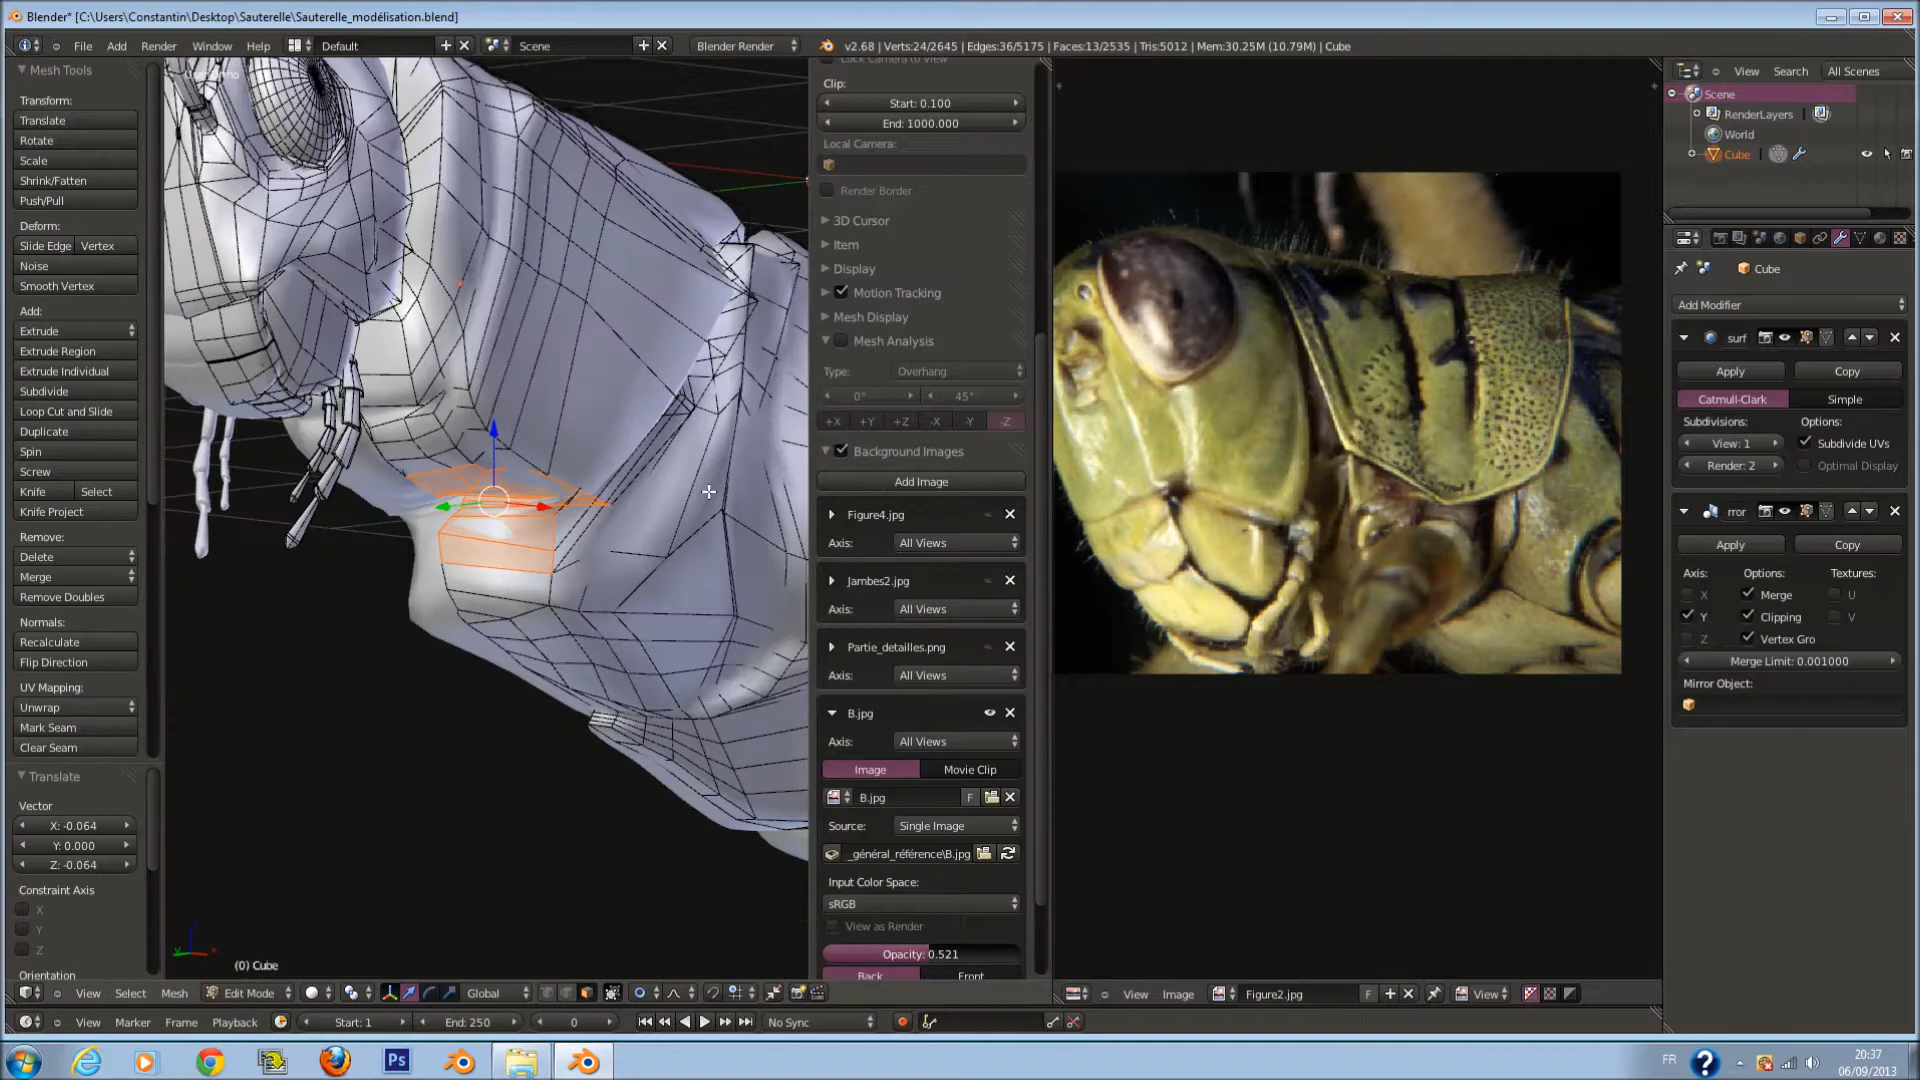 Blender* [C:\Users\Constantin\Desktop\Sauterelle\Sauterelle_modélisation.blend]
File Add Render Window Help Default Scene Blender Render v2.68 | Verts:24/2645 | Edges:36/5175 | Faces:13/2535 | Tris:5012 | Mem:30.25M (10.79M) | Cube
Mesh Tools
Transform:
Translate
Rotate
Scale
Shrink/Fatten
Push/Pull
Deform:
Slide Edge Vertex
Noise
Smooth Vertex
Add:
Extrude
Extrude Region
Extrude Individual
Subdivide
Loop Cut and Slide
Duplicate
Spin
Screw
Knife Select
Knife Project
Remove:
Delete
Merge
Remove Doubles
Normals:
Recalculate
Flip Direction
UV Mapping:
Unwrap
Mark Seam
Clear Seam
Translate
Vector
X: -0.064
Y: 0.000
Z: -0.064
Constraint Axis
X
Y
Z
Orientation
(0) Cube
Lock Camera to View
Clip:
Start: 0.100
End: 1000.000
Local Camera:
Render Border
3D Cursor
Item
Display
Motion Tracking
Mesh Display
Mesh Analysis
Type: Overhang
0° 45°
+X +Y +Z -X -Y -Z
Background Images
Add Image
Figure4.jpg
Axis: All Views
Jambes2.jpg
Axis: All Views
Partie_detailles.png
Axis: All Views
B.jpg
Axis: All Views
Image Movie Clip
B.jpg F
Source: Single Image
_général_référence\B.jpg
Input Color Space:
sRGB
View as Render
Opacity: 0.521
Back Front
View Search All Scenes
Scene
RenderLayers
World
Cube
Cube
Add Modifier
surf
Apply Copy
Catmull-Clark Simple
Subdivisions: Options:
View: 1 Subdivide UVs
Render: 2 Optimal Display
rror
Apply Copy
Axis: Options: Textures:
X Merge U
Y Clipping V
Z Vertex Gro
Merge Limit: 0.001000
Mirror Object:
View Select Mesh Edit Mode Global
View Image Figure2.jpg F View
View Marker Frame Playback Start: 1 End: 250 0 No Sync
Ps
FR
20:37
06/09/2013